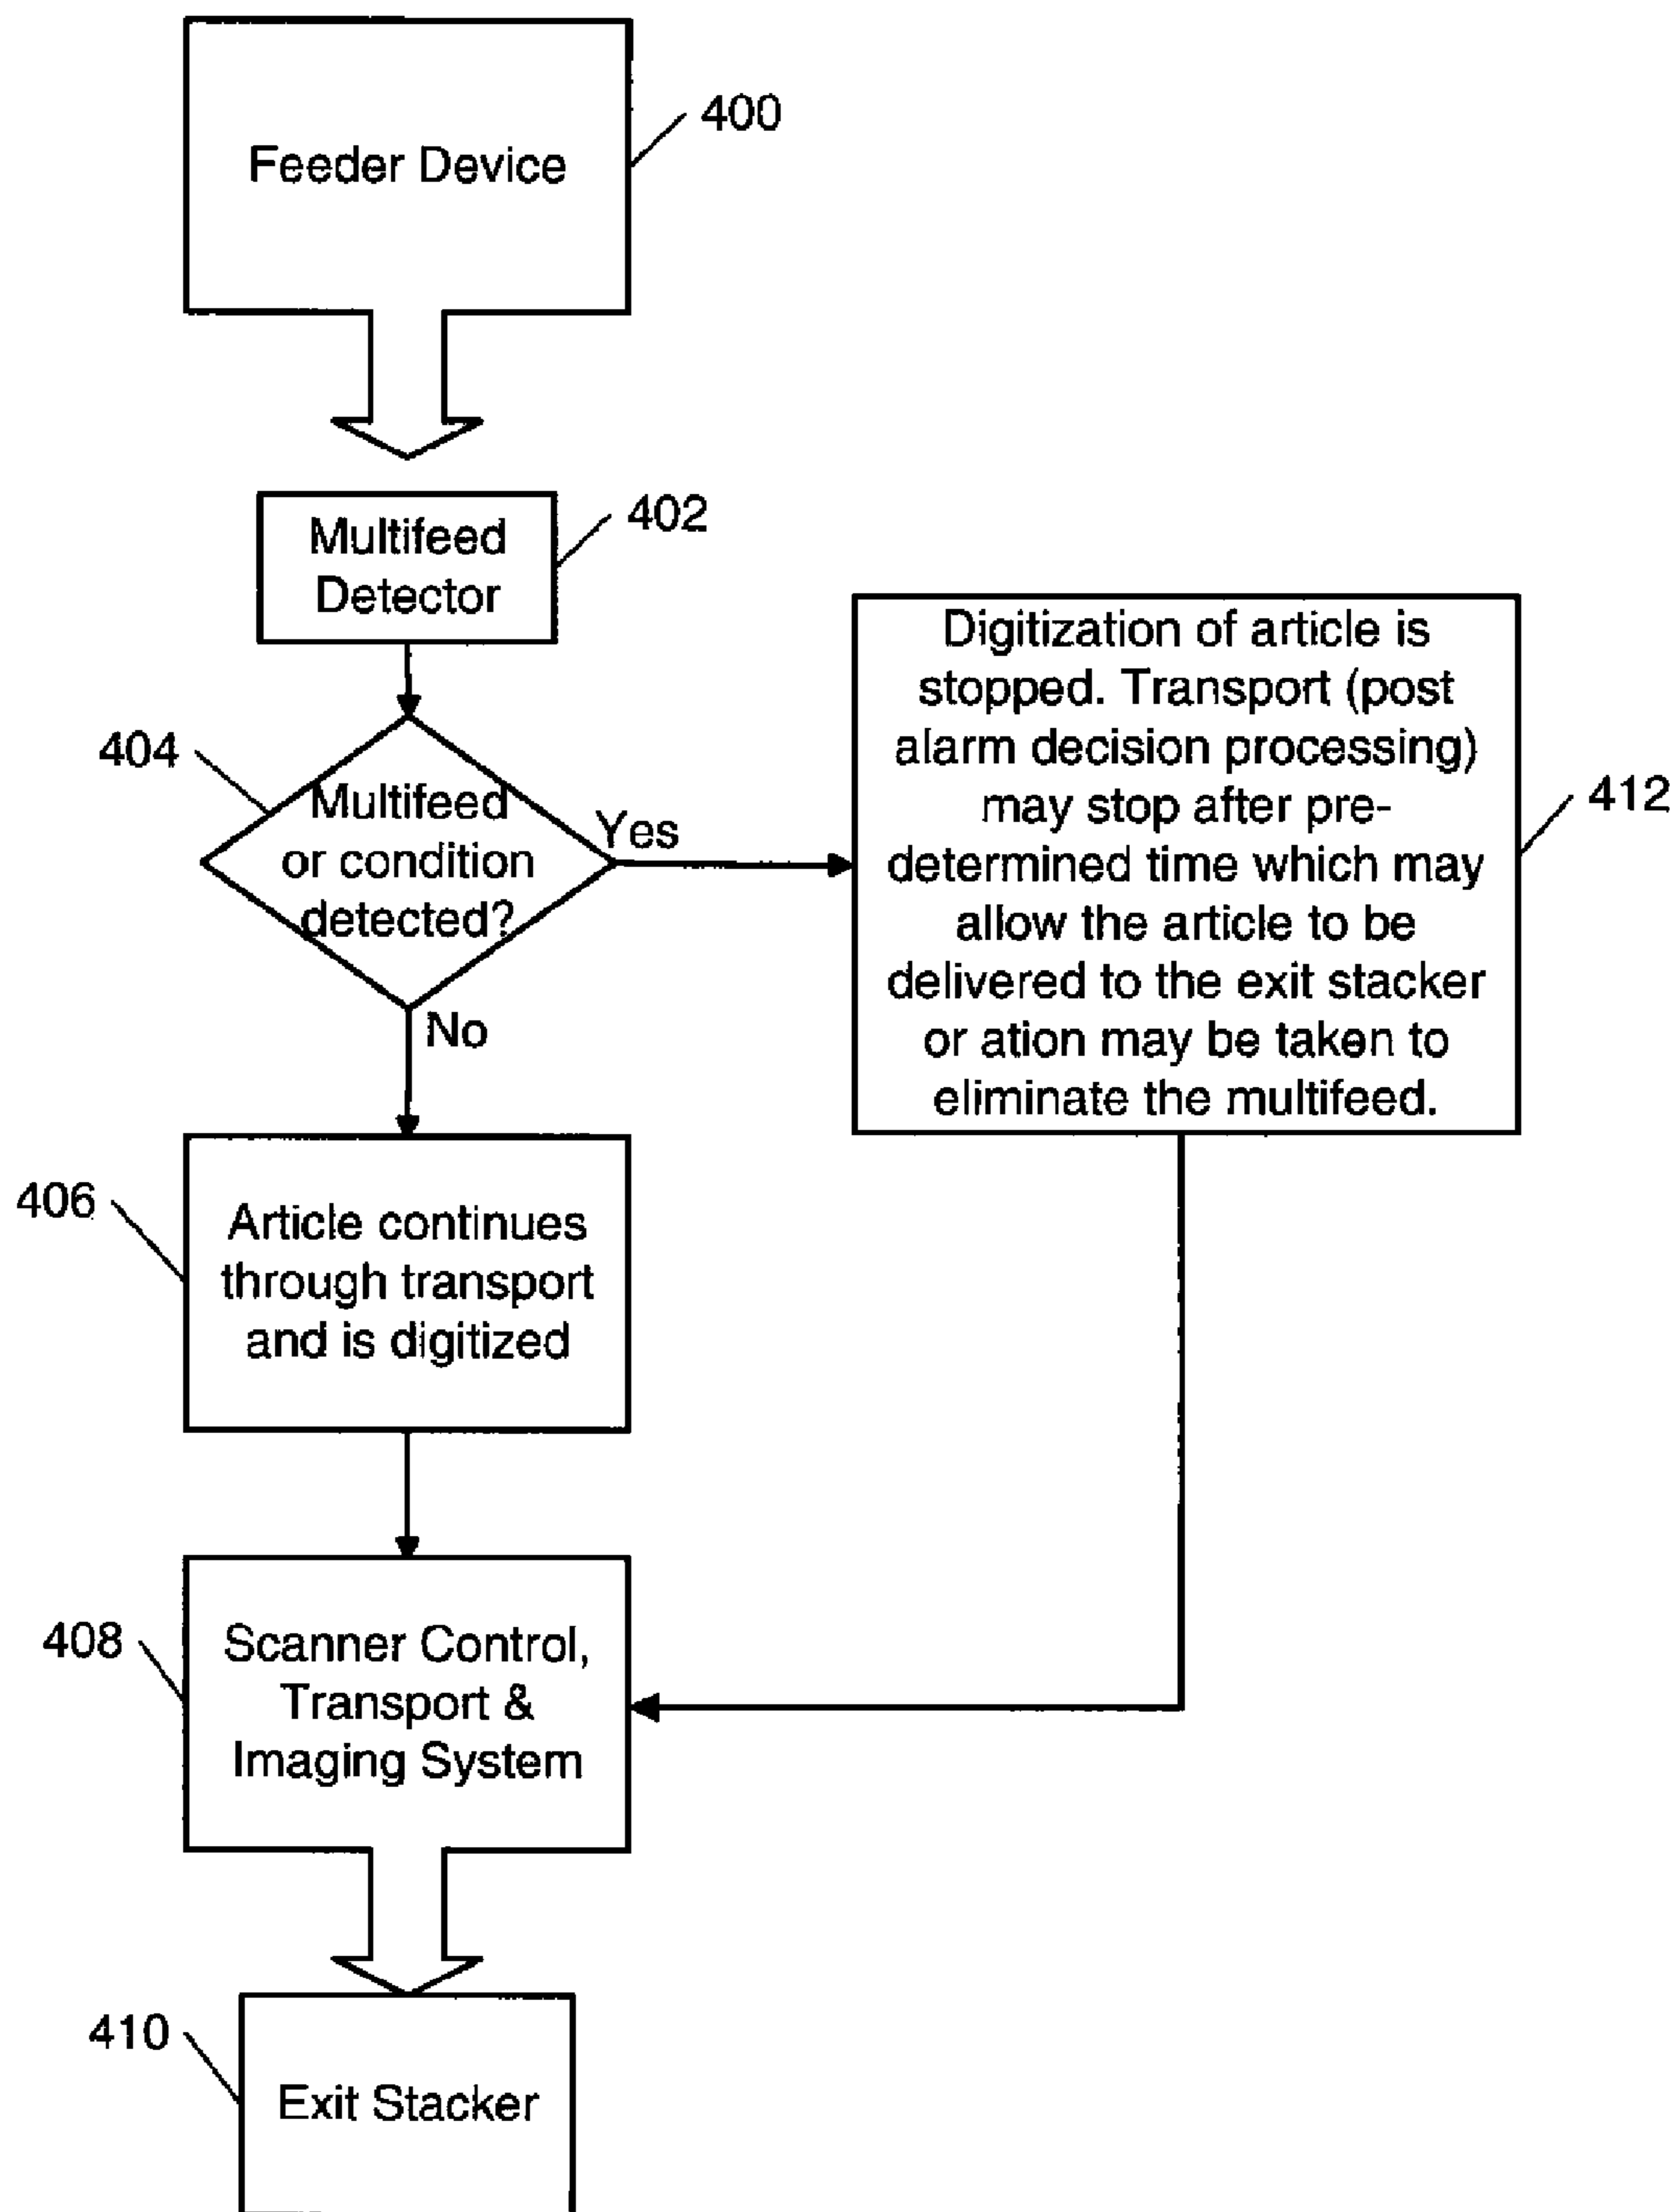 Feeder Device
400
Multifeed
Detector
402
404
Multifeed
or condition
detected?
Yes
No
Digitization of article is
stopped. Transport (post
alarm decision processing)
may stop after pre-
determined time which may
allow the article to be
delivered to the exit stacker
or ation may be taken to
eliminate the multifeed.
412
406
Article continues
through transport
and is digitized
408
Scanner Control,
Transport &
Imaging System
410
Exit Stacker